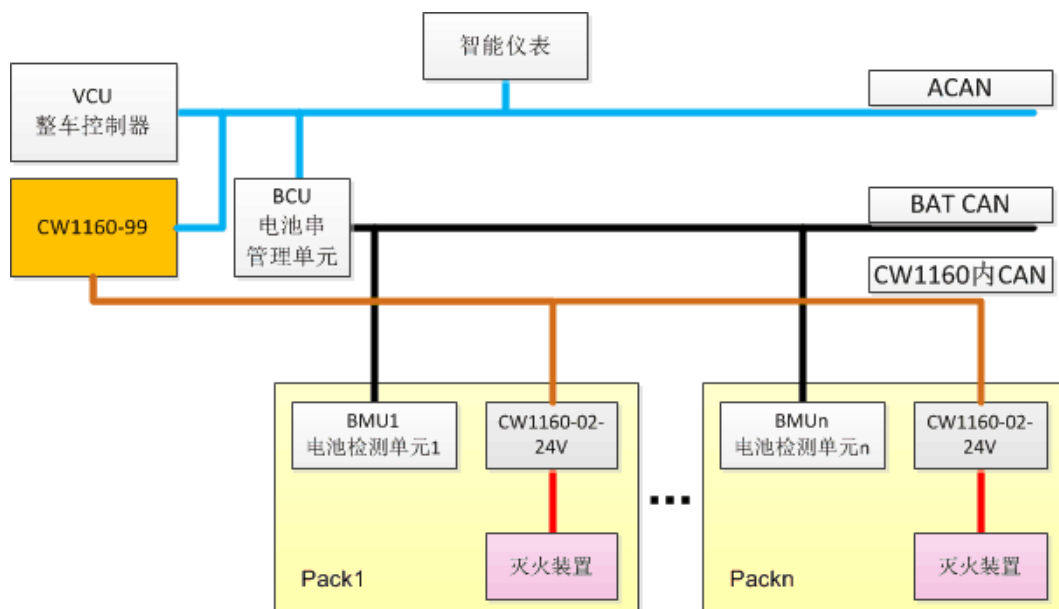 智能仪表
VCU
整车控制器
ACAN
CW1160-99
BCU
电池串
管理单元
BAT CAN
CW1160内CAN
BMU1
电池检测单元1
CW1160-02-
24V
BMUn
电池检测单元n
CW1160-02-
24V
...
灭火装置
Pack1
灭火装置
Packn